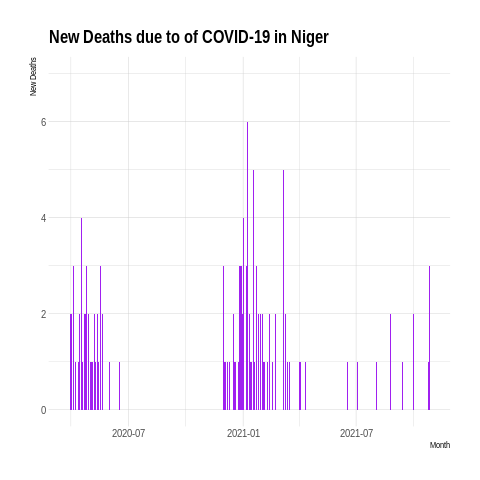 New Deaths due to of COVID-19 in Niger
New Deaths
6
4
2
0
2020-07 2021-01 2021-07
Month